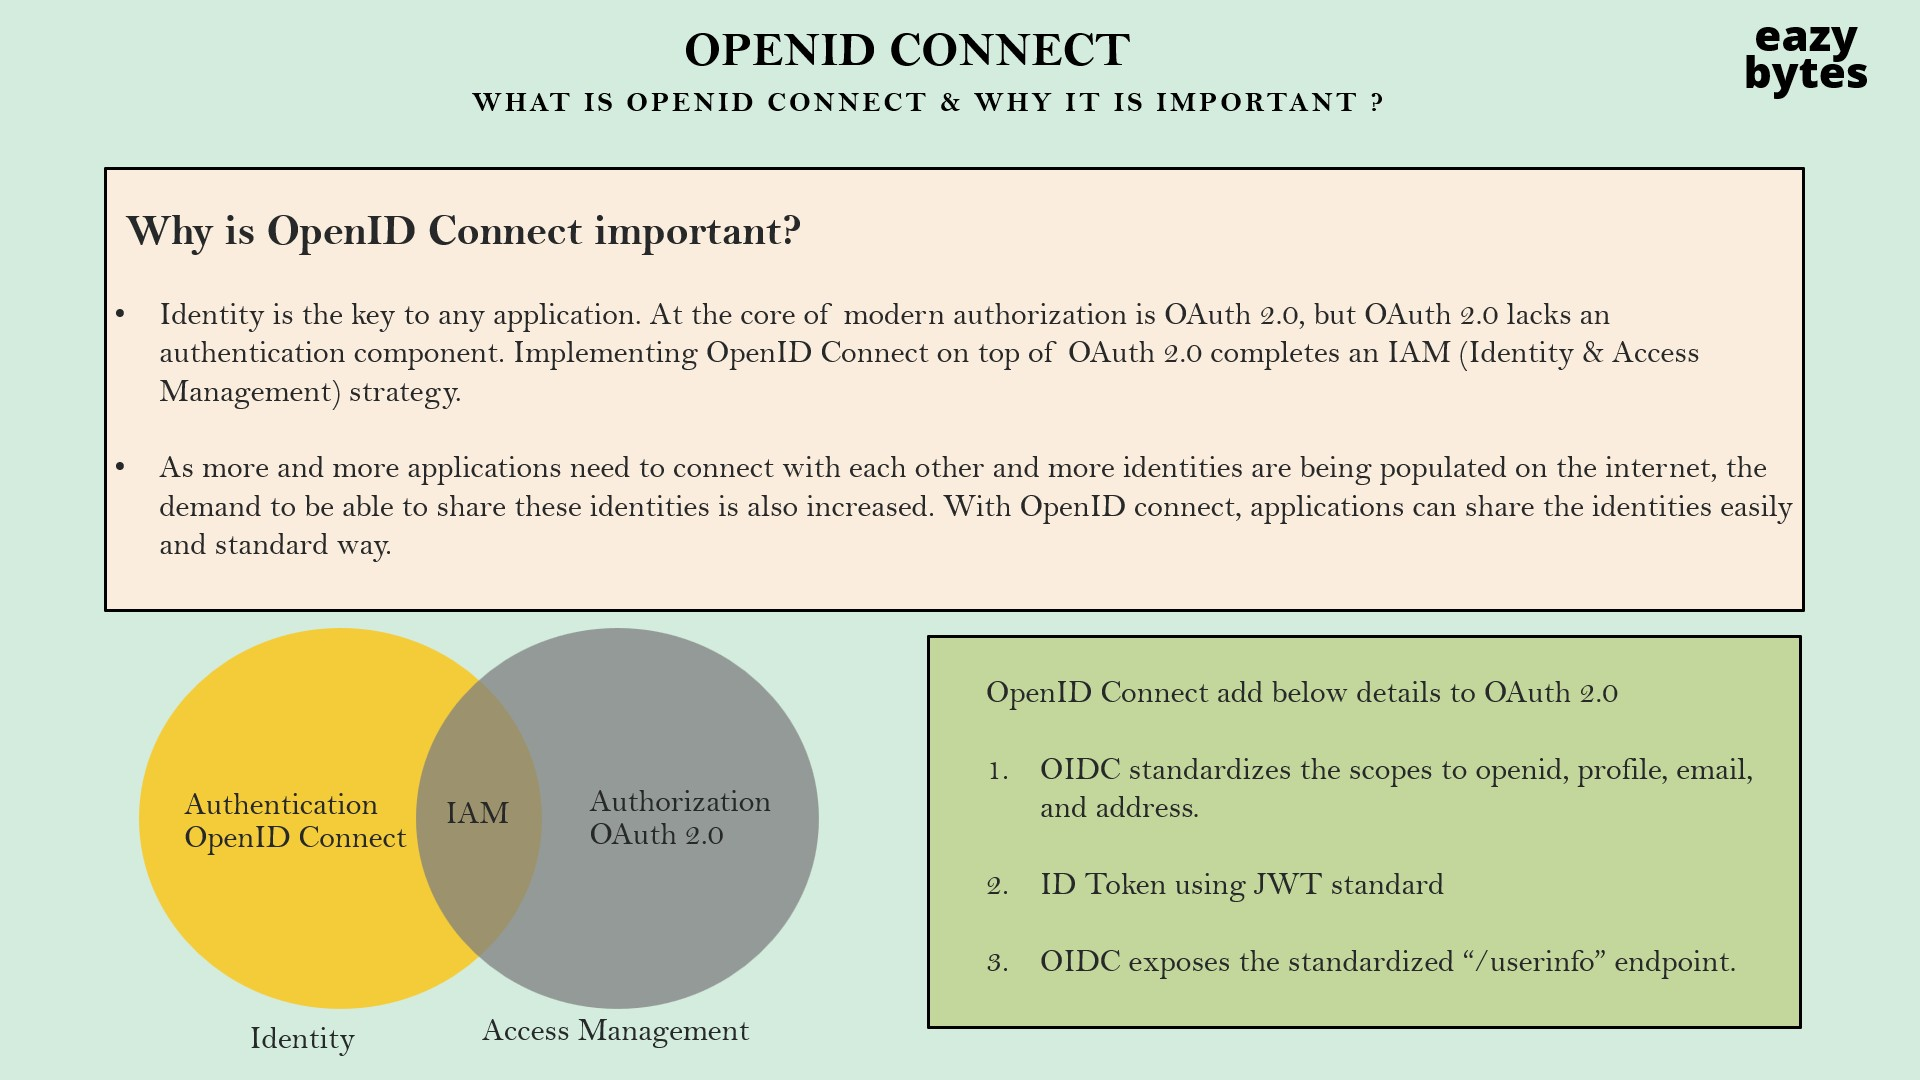 OPENID CONNECT
WHAT IS OPENID CONNECT & WHY IT IS IMPORTANT ?
eazy
bytes
Why is OpenID Connect important?
• Identity is the key to any application. At the core of modern authorization is OAuth 2.0, but OAuth 2.0 lacks an
authentication component. Implementing OpenID Connect on top of OAuth 2.0 completes an IAM (Identity & Access
Management) strategy.
• As more and more applications need to connect with each other and more identities are being populated on the internet, the
demand to be able to share these identities is also increased. With OpenID connect, applications can share the identities easily
and standard way.
Authentication
OpenID Connect
IAM
Authorization
OAuth 2.0
Identity
Access Management
OpenID Connect add below details to OAuth 2.0
1. OIDC standardizes the scopes to openid, profile, email,
and address.
2. ID Token using JWT standard
3. OIDC exposes the standardized “/userinfo” endpoint.